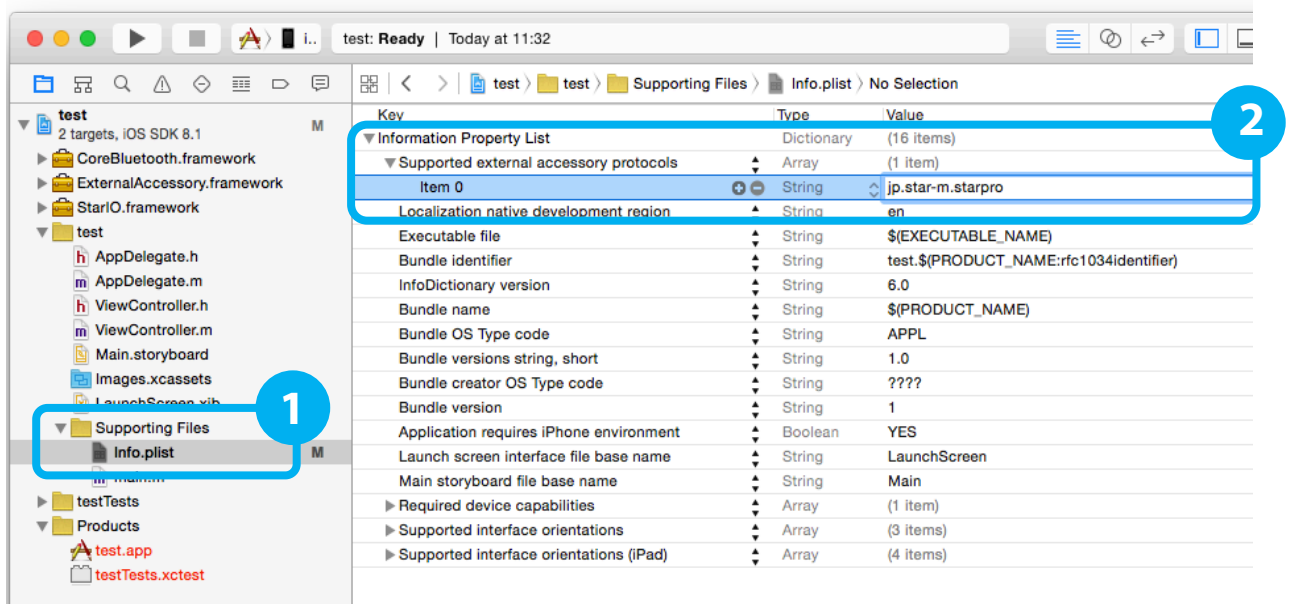 i.. test: Ready | Today at 11:32
test test Supporting Files Info.plist No Selection
test
2 targets, iOS SDK 8.1 M
CoreBluetooth.framework
ExternalAccessory.framework
StarIO.framework
test
h AppDelegate.h
m AppDelegate.m
h ViewController.h
m ViewController.m
Main.storyboard
Images.xcassets
LaunchScreen.xib
1
Supporting Files
Info.plist M
m main.m
testTests
Products
test.app
testTests.xctest
Key Type Value
2
Information Property List Dictionary (16 items)
Supported external accessory protocols Array (1 item)
Item 0 String jp.star-m.starpro
Localization native development region String en
Executable file String $(EXECUTABLE_NAME)
Bundle identifier String test.$(PRODUCT_NAME:rfc1034identifier)
InfoDictionary version String 6.0
Bundle name String $(PRODUCT_NAME)
Bundle OS Type code String APPL
Bundle versions string, short String 1.0
Bundle creator OS Type code String ????
Bundle version String 1
Application requires iPhone environment Boolean YES
Launch screen interface file base name String LaunchScreen
Main storyboard file base name String Main
Required device capabilities Array (1 item)
Supported interface orientations Array (3 items)
Supported interface orientations (iPad) Array (4 items)